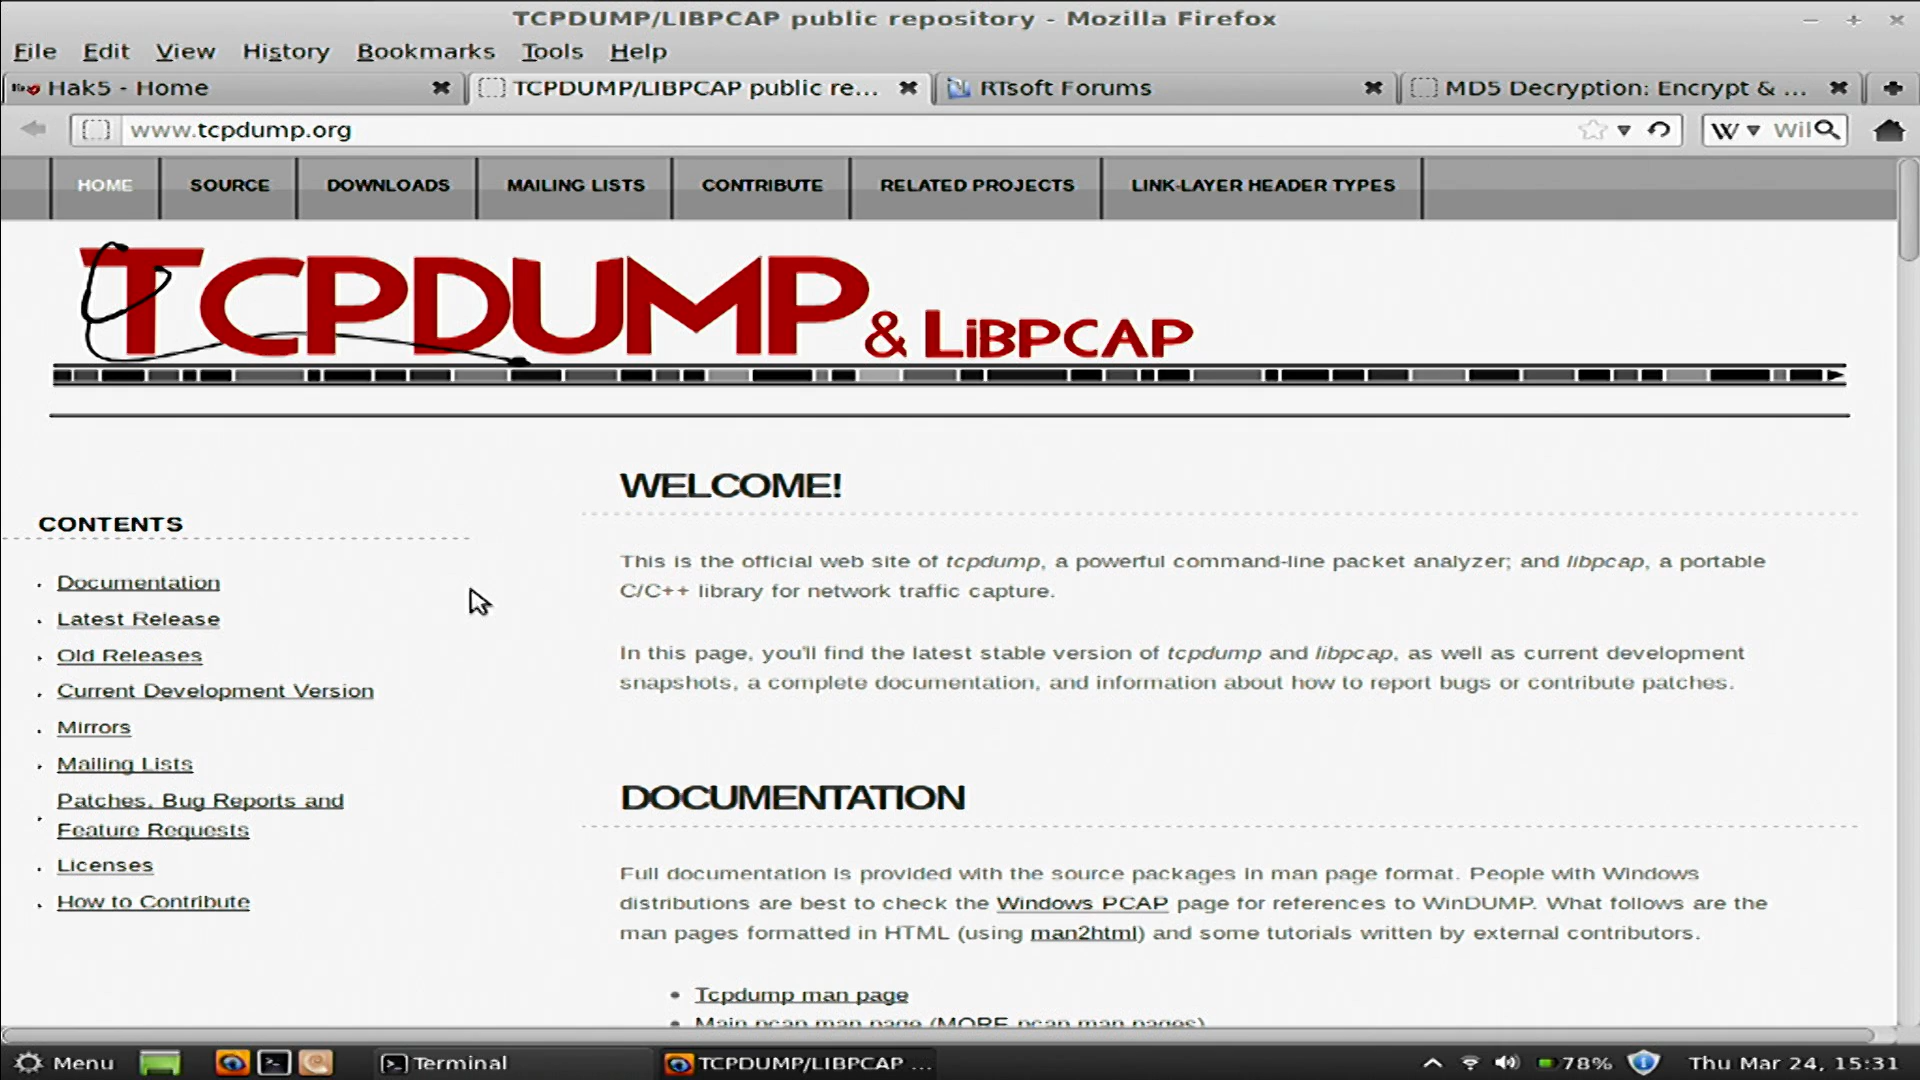 TCPDUMP/LIBPCAP public repository - Mozilla Firefox
File Edit View History Bookmarks Tools Help
Hak5 - Home
TCPDUMP/LIBPCAP public re...
RTsoft Forums
MD5 Decryption: Encrypt & ...
www.tcpdump.org
W Wil
HOME SOURCE DOWNLOADS MAILING LISTS CONTRIBUTE RELATED PROJECTS LINK-LAYER HEADER TYPES
TCPDUMP & LiBPCAP
CONTENTS
Documentation
Latest Release
Old Releases
Current Development Version
Mirrors
Mailing Lists
Patches, Bug Reports and
Feature Requests
Licenses
How to Contribute
WELCOME!
This is the official web site of tcpdump, a powerful command-line packet analyzer; and libpcap, a portable
C/C++ library for network traffic capture.
In this page, you'll find the latest stable version of tcpdump and libpcap, as well as current development
snapshots, a complete documentation, and information about how to report bugs or contribute patches.
DOCUMENTATION
Full documentation is provided with the source packages in man page format. People with Windows
distributions are best to check the Windows PCAP page for references to WinDUMP. What follows are the
man pages formatted in HTML (using man2html) and some tutorials written by external contributors.
Tcpdump man page
Main pcap man page (MORE pcap man pages)
Menu
Terminal
TCPDUMP/LIBPCAP ...
78%
Thu Mar 24, 15:31